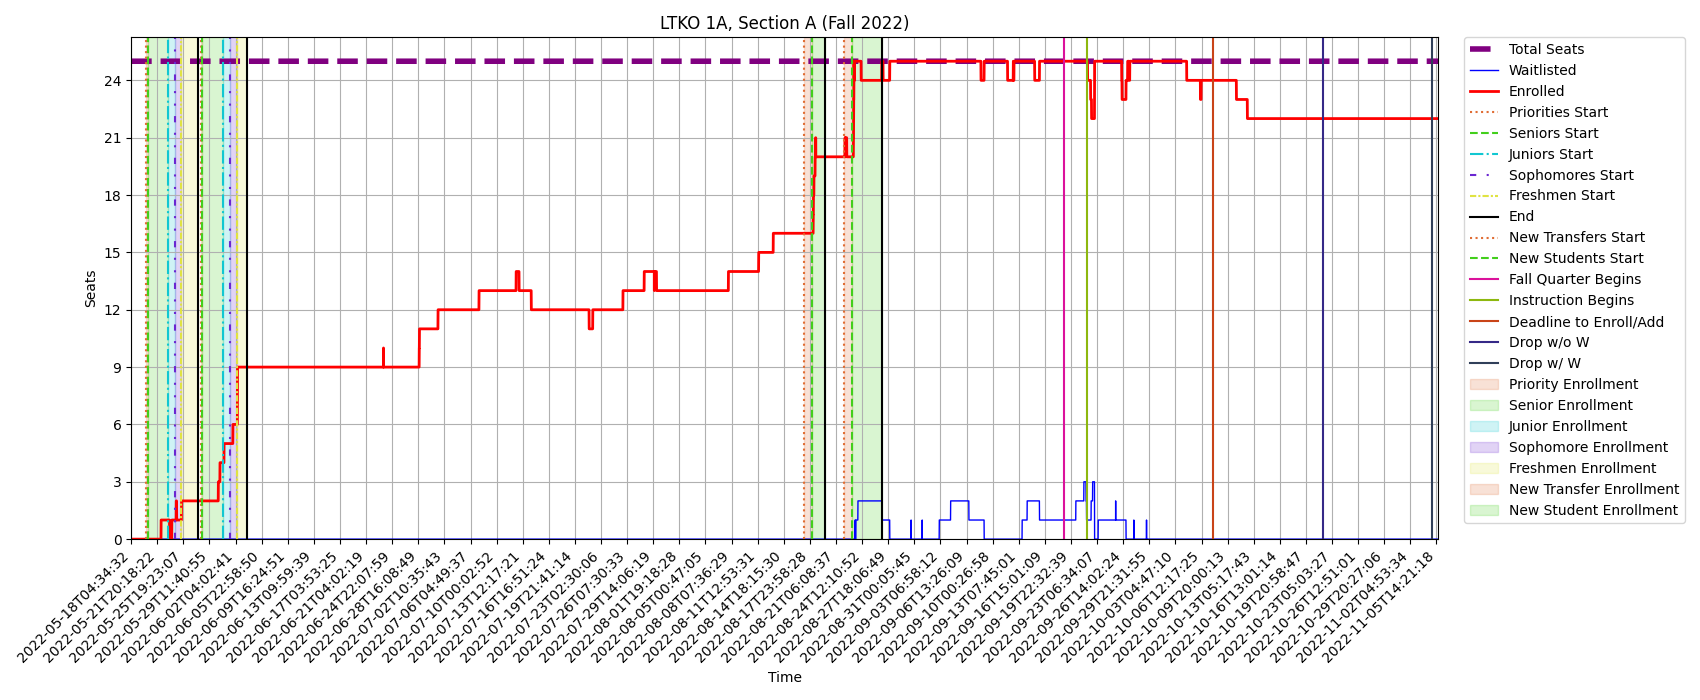 LTKO 1A, Section A (Fall 2022)
Seats
24
21
18
15
12
9
6
3
0
2022-05-18T04:34:32
2022-05-21T20:18:22
2022-05-25T19:23:07
2022-05-29T11:40:55
2022-06-02T04:02:41
2022-06-05T22:58:50
2022-06-09T16:24:51
2022-06-13T09:59:39
2022-06-17T03:53:25
2022-06-21T04:02:19
2022-06-24T22:07:59
2022-06-28T16:08:49
2022-07-02T10:35:43
2022-07-06T04:49:37
2022-07-10T00:02:52
2022-07-13T12:17:21
2022-07-16T16:51:24
2022-07-19T21:41:14
2022-07-23T02:30:06
2022-07-26T07:30:33
2022-07-29T14:06:19
2022-08-01T19:18:28
2022-08-05T00:47:05
2022-08-08T07:36:29
2022-08-11T12:53:31
2022-08-14T18:15:30
2022-08-17T23:58:28
2022-08-21T06:08:37
2022-08-24T12:10:52
2022-08-27T18:06:49
2022-08-31T00:05:45
2022-09-03T06:58:12
2022-09-06T13:26:09
2022-09-10T00:26:58
2022-09-13T07:45:01
2022-09-16T15:01:09
2022-09-19T22:32:39
2022-09-23T06:34:07
2022-09-26T14:02:24
2022-09-29T21:31:55
2022-10-03T04:47:10
2022-10-06T12:17:25
2022-10-09T20:00:13
2022-10-13T05:17:43
2022-10-16T13:01:14
2022-10-19T20:58:47
2022-10-23T05:03:27
2022-10-26T12:51:01
2022-10-29T20:27:06
2022-11-02T04:53:34
2022-11-05T14:21:18
Time
Total Seats
Waitlisted
Enrolled
Priorities Start
Seniors Start
Juniors Start
Sophomores Start
Freshmen Start
End
New Transfers Start
New Students Start
Fall Quarter Begins
Instruction Begins
Deadline to Enroll/Add
Drop w/o W
Drop w/ W
Priority Enrollment
Senior Enrollment
Junior Enrollment
Sophomore Enrollment
Freshmen Enrollment
New Transfer Enrollment
New Student Enrollment